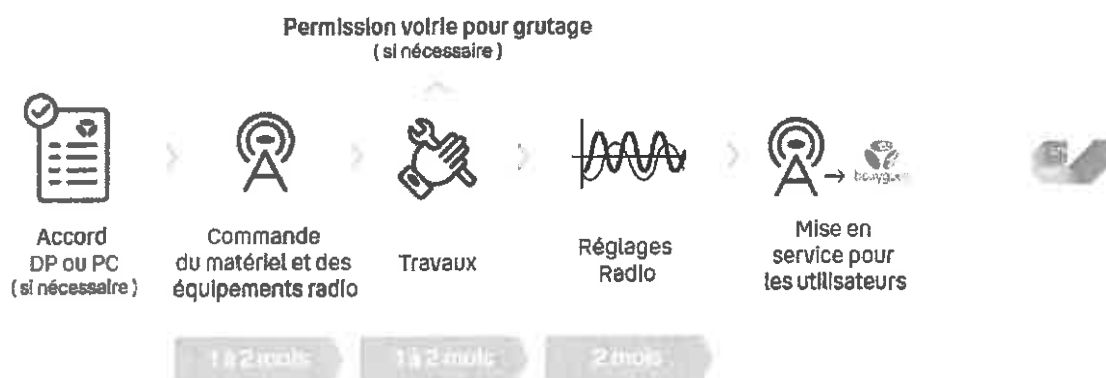 Permission voirie pour grutage
( si nécessaire )
Accord
DP ou PC
( si nécessaire )
Commande
du matériel et des
équipements radio
Travaux
Réglages
Radio
Mise en
service pour
les utilisateurs
1 à 2 mois
1 à 2 mois
2 mois